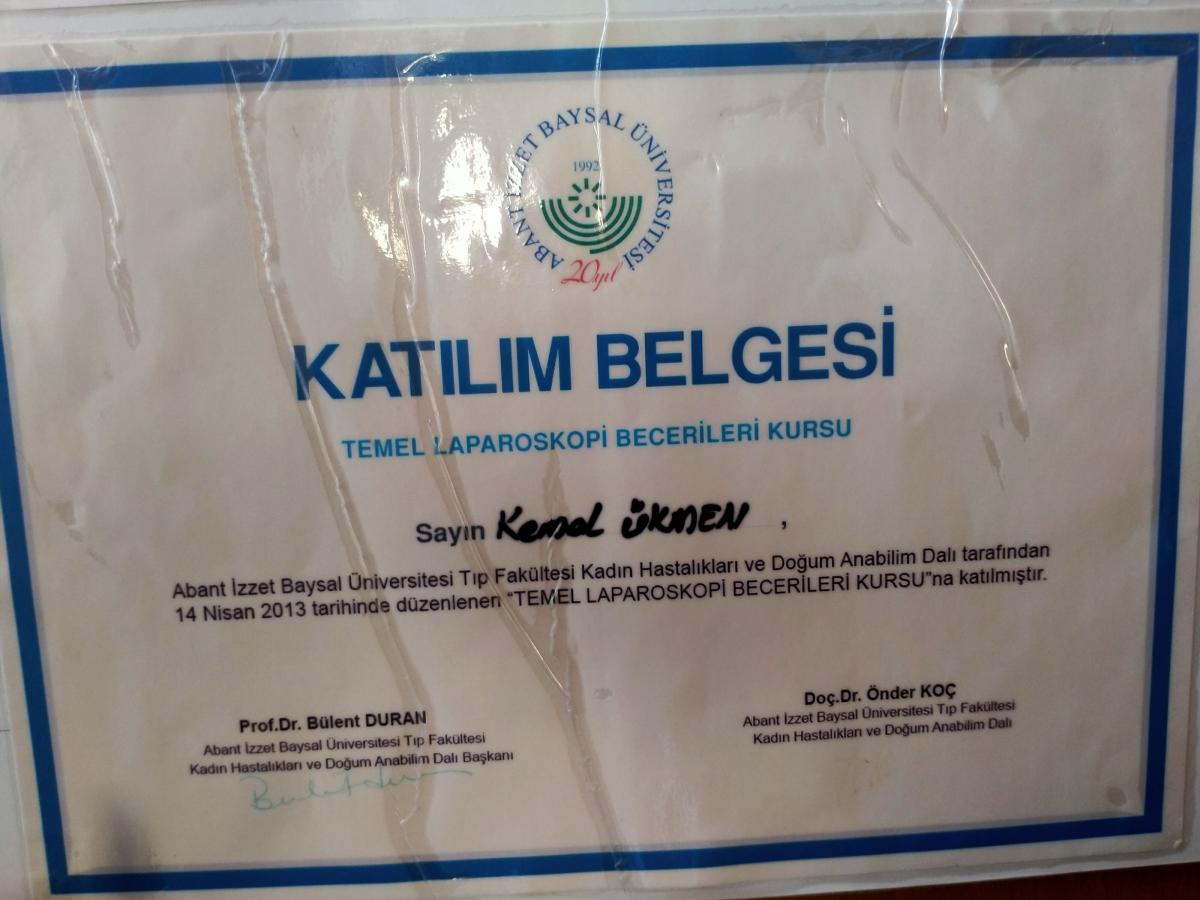 ABANT İZZET BAYSAL ÜNİVERSİTESİ
1992
20.yıl
KATILIM BELGESİ
TEMEL LAPAROSKOPİ BECERİLERİ KURSU
Sayın Kemal ÜKMEN ,
Abant İzzet Baysal Üniversitesi Tıp Fakültesi Kadın Hastalıkları ve Doğum Anabilim Dalı tarafından
14 Nisan 2013 tarihinde düzenlenen “TEMEL LAPAROSKOPİ BECERİLERİ KURSU”na katılmıştır.
Prof.Dr. Bülent DURAN
Abant İzzet Baysal Üniversitesi Tıp Fakültesi
Kadın Hastalıkları ve Doğum Anabilim Dalı Başkanı
Doç.Dr. Önder KOÇ
Abant İzzet Baysal Üniversitesi Tıp Fakültesi
Kadın Hastalıkları ve Doğum Anabilim Dalı